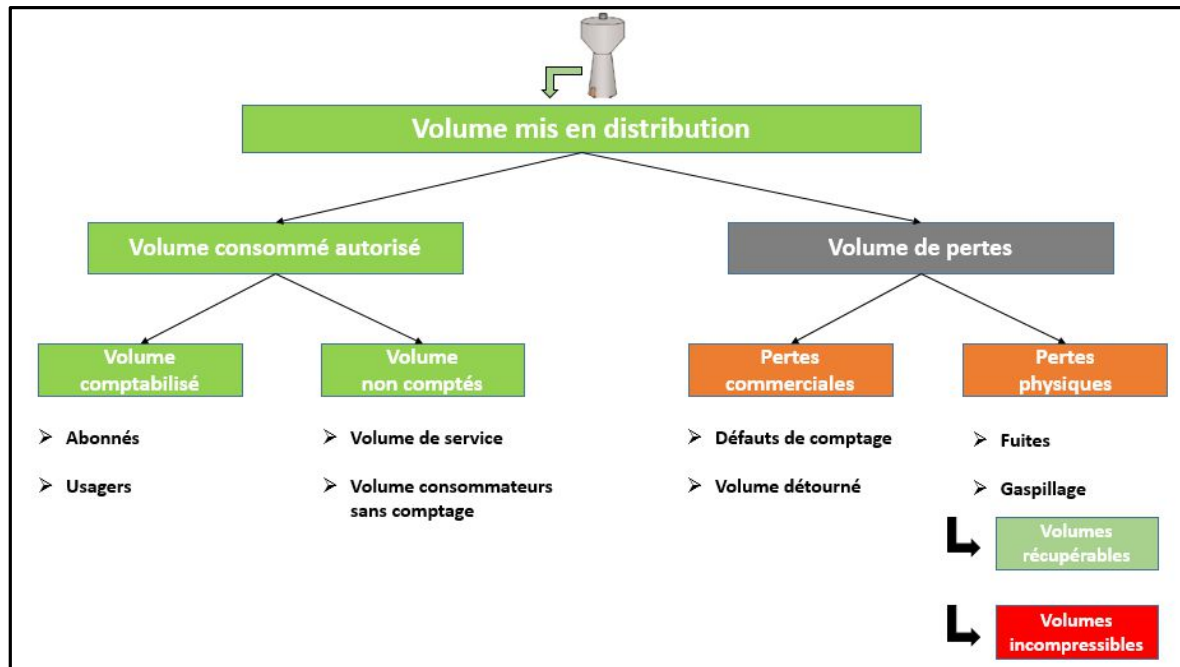 Volume mis en distribution
Volume consommé autorisé
Volume de pertes
Volume
comptabilisé
Volume
non comptés
Pertes
commerciales
Pertes
physiques
➢ Abonnés
➢ Usagers
➢ Volume de service
➢ Volume consommateurs
sans comptage
➢ Défauts de comptage
➢ Volume détourné
➢ Fuites
➢ Gaspillage
Volumes
récupérables
Volumes
incompressibles